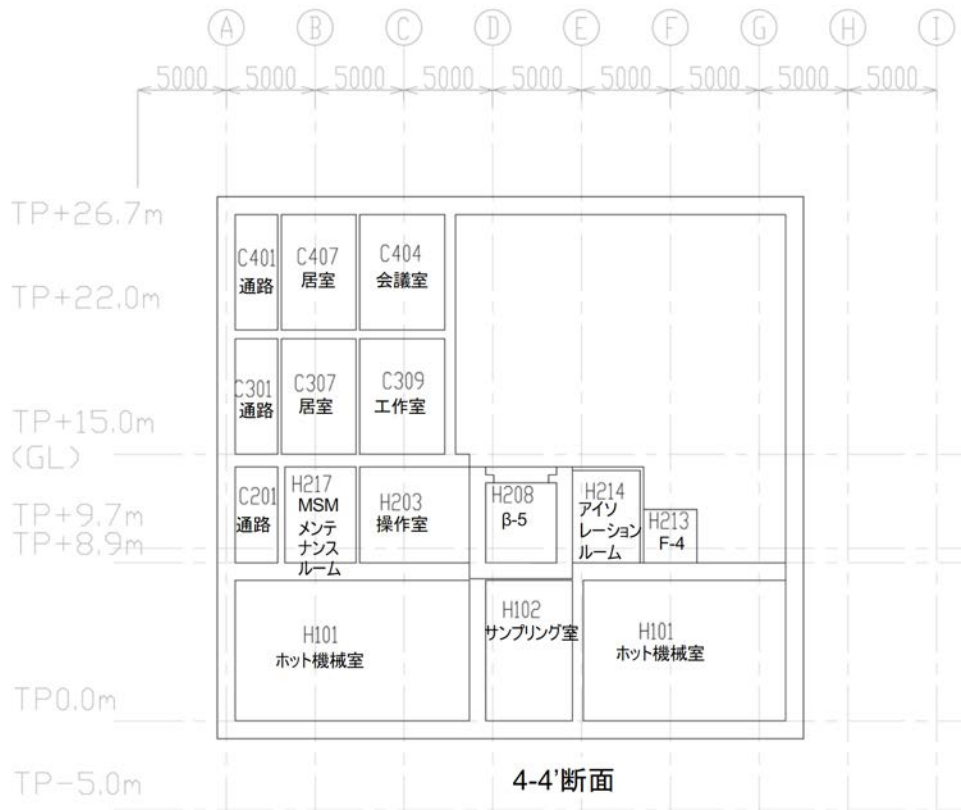 A B C D E F G H I
5000 5000 5000 5000 5000 5000 5000 5000 5000
TP+26.7m
C401
通路
C407
居室
C404
会議室
TP+22.0m
C301
通路
C307
居室
C309
工作室
TP+15.0m
(GL)
C201
通路
H217
MSM
メンテ
ナンス
ルーム
H203
操作室
H208
β-5
H214
アイソ
レーション
ルーム
H213
F-4
TP+9.7m
TP+8.9m
H101
ホット機械室
H102
サンプリング室
H101
ホット機械室
TP0.0m
TP-5.0m
4-4'断面